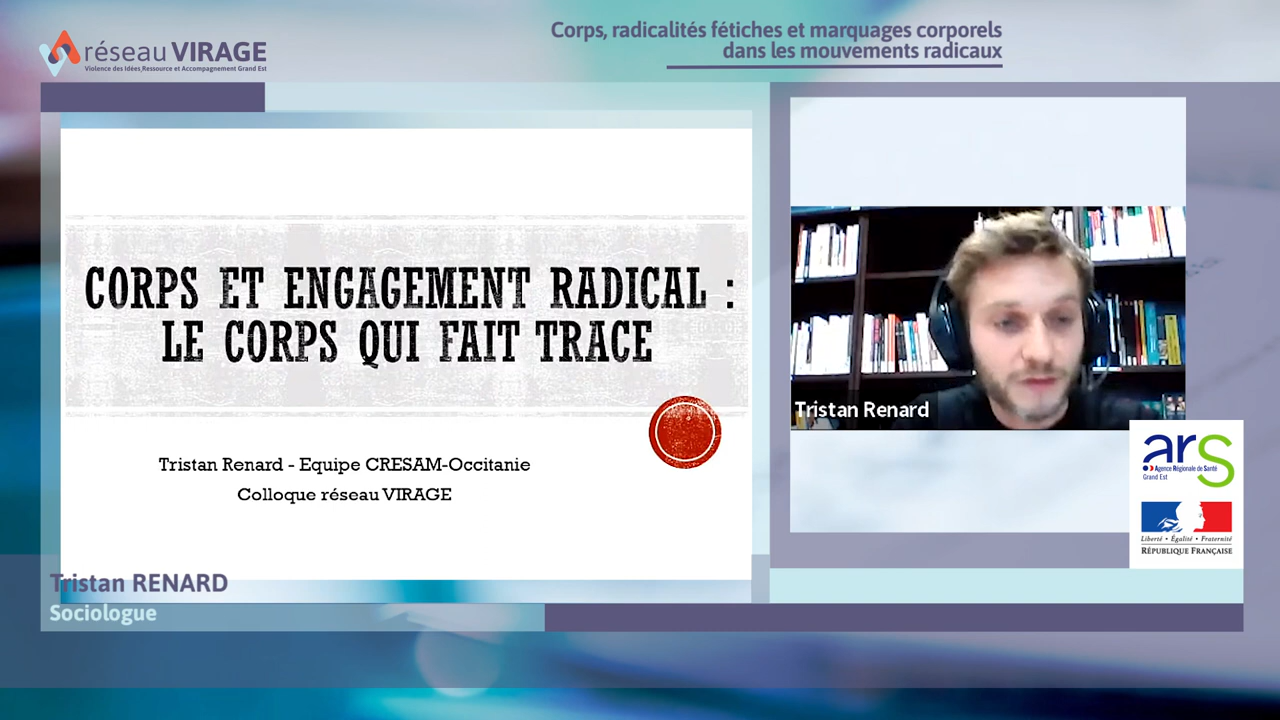 réseau VIRAGE
Violence des Idées,Ressource et Accompagnement Grand Est
Corps, radicalités fétiches et marquages corporels
dans les mouvements radicaux
CORPS ET ENGAGEMENT RADICAL :
LE CORPS QUI FAIT TRACE
Tristan Renard - Equipe CRESAM-Occitanie
Colloque réseau VIRAGE
Tristan Renard
ars
Agence Régionale de Santé
Grand Est
Liberté • Égalité • Fraternité
RÉPUBLIQUE FRANÇAISE
Tristan RENARD
Sociologue